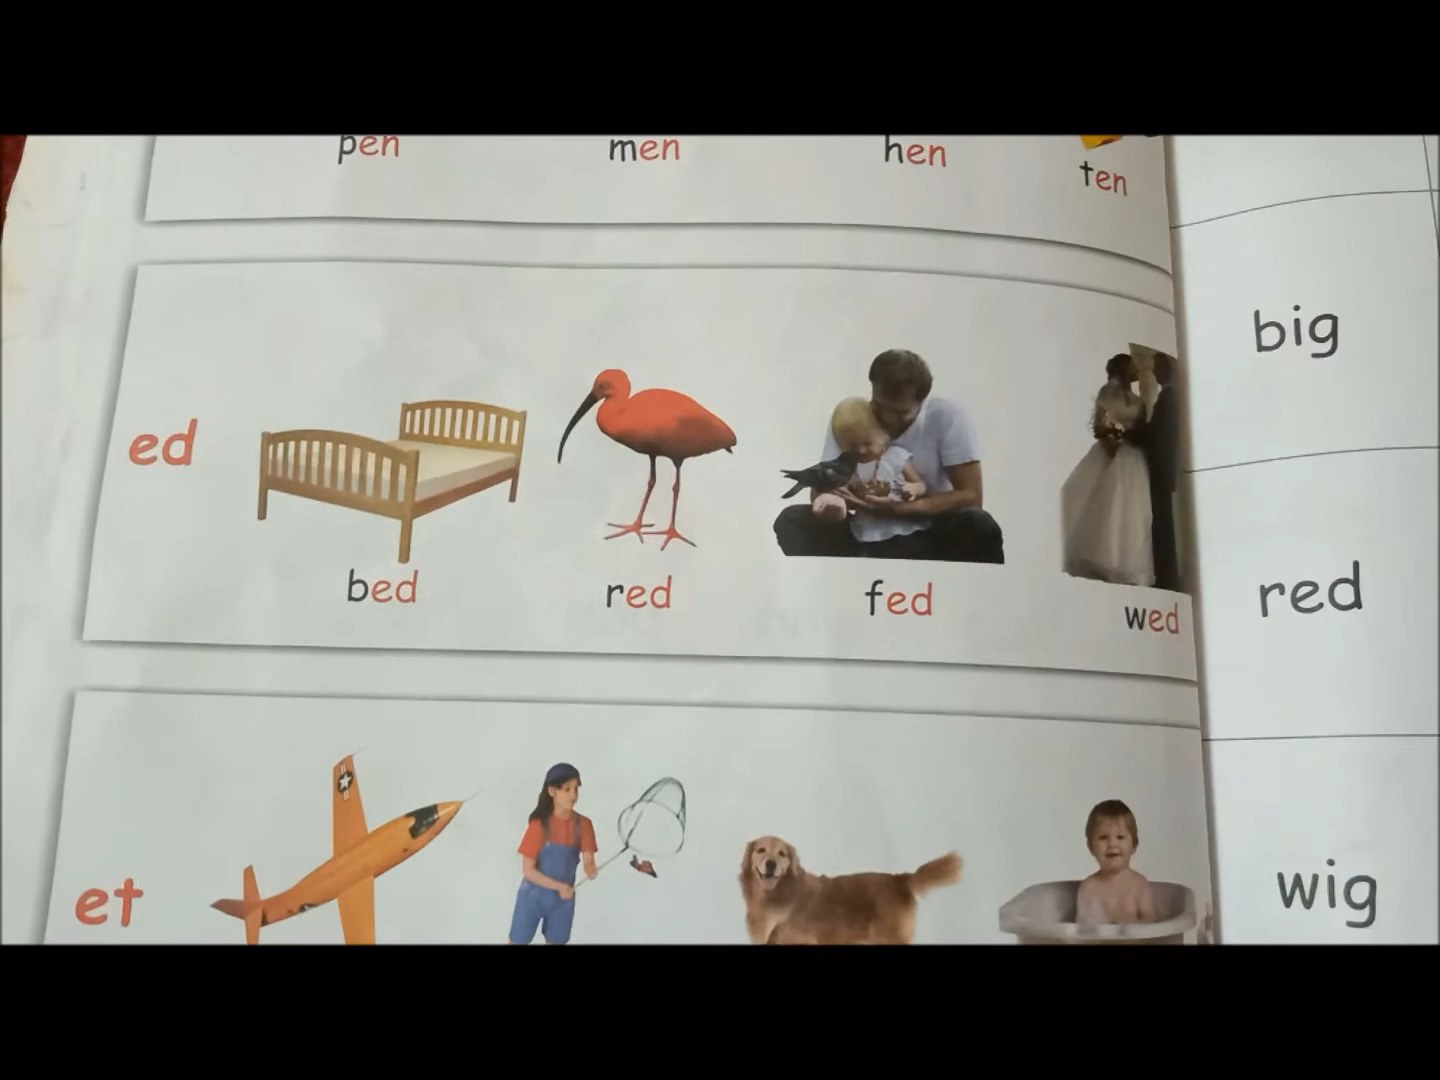 pen men hen ten
ed
bed red fed wed
et
big
red
wig